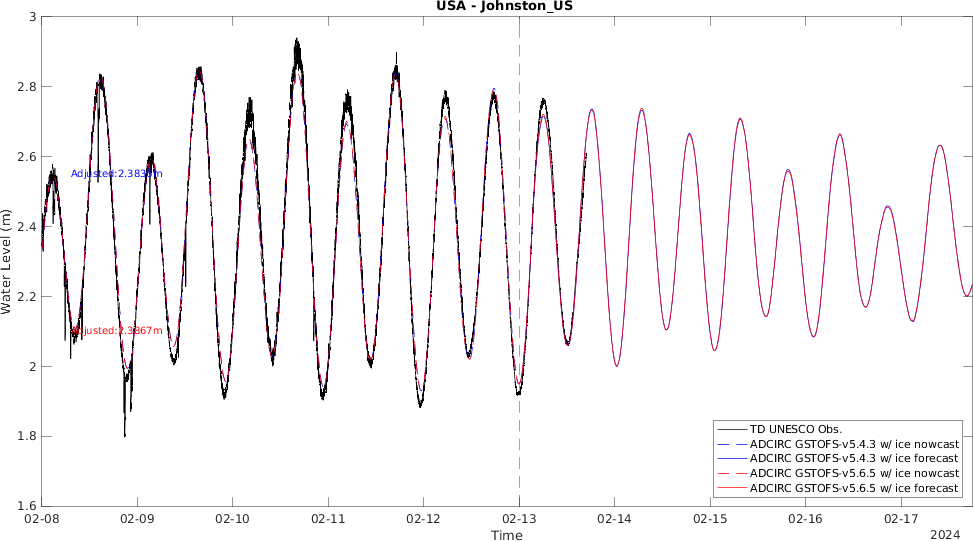 USA - Johnston_US
3
2.8
2.6
2.4
2.2
2
1.8
1.6
Water Level (m)
Adjusted:2.3836m
Adjusted:2.3867m
TD UNESCO Obs.
ADCIRC GSTOFS-v5.4.3 w/ ice nowcast
ADCIRC GSTOFS-v5.4.3 w/ ice forecast
ADCIRC GSTOFS-v5.6.5 w/ ice nowcast
ADCIRC GSTOFS-v5.6.5 w/ ice forecast
02-08 02-09 02-10 02-11 02-12 02-13 02-14 02-15 02-16 02-17
Time
2024